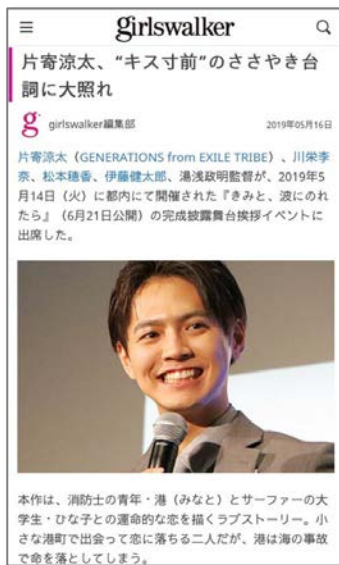 girlswalker
片寄涼太、“キス寸前”のささやき台
詞に大照れ
g girlswalker編集部 2019年05月16日
片寄涼太（GENERATIONS from EXILE TRIBE）、川栄李
奈、松本穂香、伊藤健太郎、湯浅政明監督が、2019年5
月14日（火）に都内にて開催された『きみと、波にのれ
たら』（6月21日公開）の完成披露舞台挨拶イベントに
出席した。
本作は、消防士の青年・港（みなと）とサーファーの大
学生・ひな子との運命的な恋を描くラブストーリー。小
さな港町で出会って恋に落ちる二人だが、港は海の事故
で命を落としてしまう。